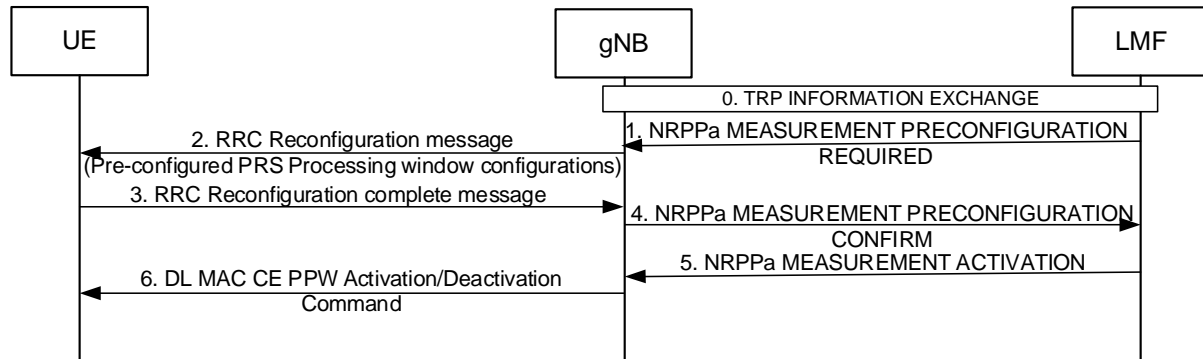 UE
gNB
LMF
0. TRP INFORMATION EXCHANGE
1. NRPPa MEASUREMENT PRECONFIGURATION
REQUIRED
2. RRC Reconfiguration message
(Pre-configured PRS Processing window configurations)
3. RRC Reconfiguration complete message
4. NRPPa MEASUREMENT PRECONFIGURATION
CONFIRM
5. NRPPa MEASUREMENT ACTIVATION
6. DL MAC CE PPW Activation/Deactivation
Command